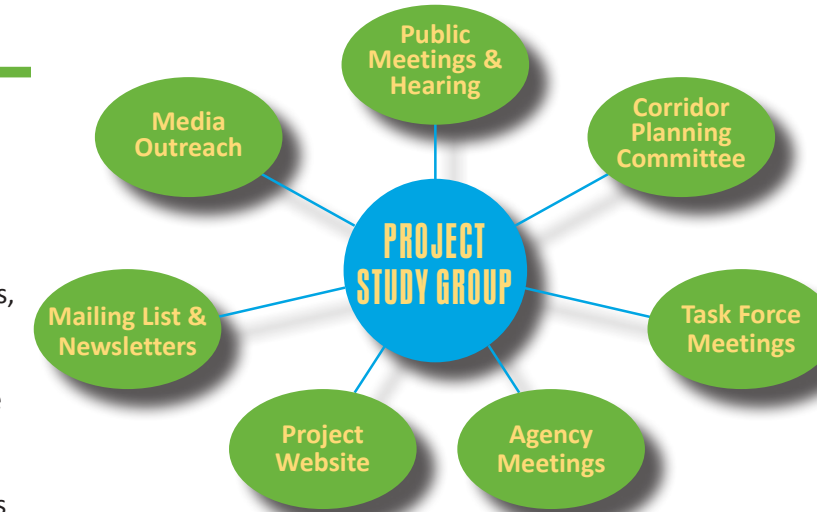 Public
Meetings &
Hearing
Media
Outreach
Corridor
Planning
Committee
PROJECT
STUDY GROUP
s,
Mailing List &
Newsletters
Task Force
Meetings
e
Project
Website
Agency
Meetings
s